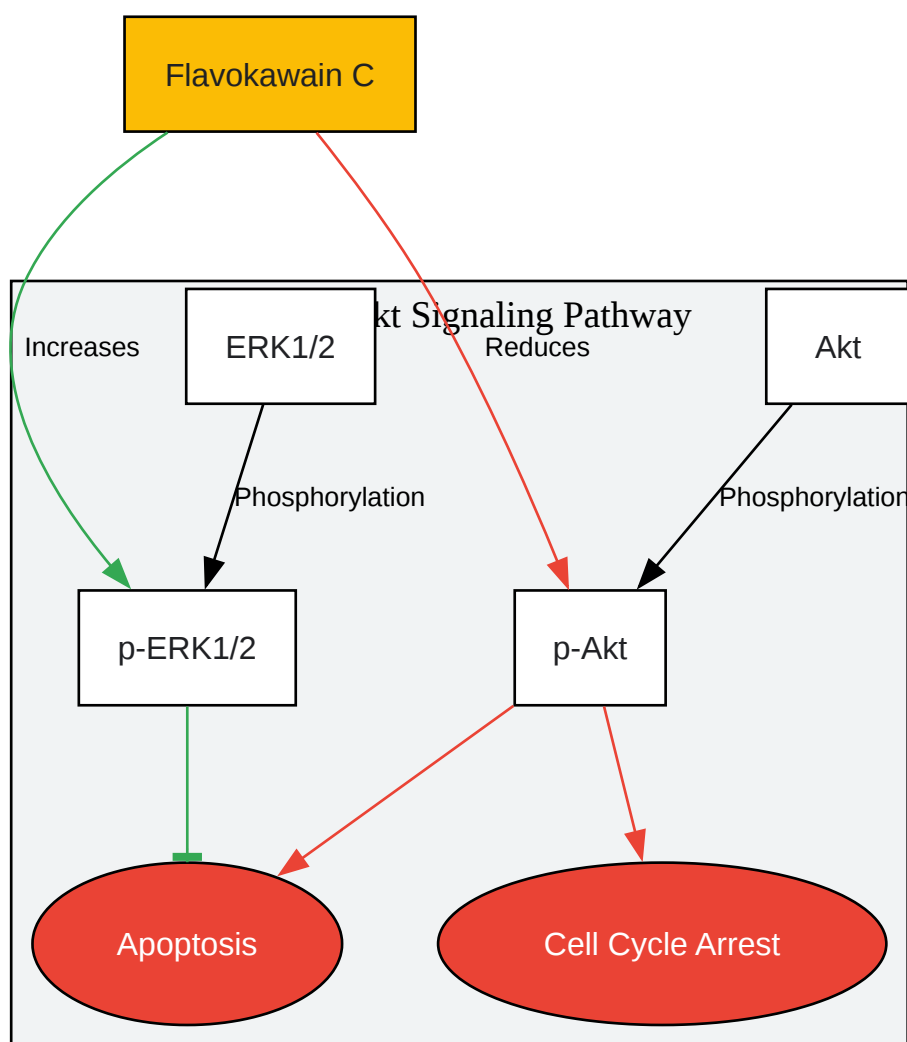 Flavokawain C
kt Signaling Pathway
Increases
ERK1/2
Reduces
Akt
Phosphorylation
Phosphorylation
p-ERK1/2
p-Akt
Apoptosis
Cell Cycle Arrest